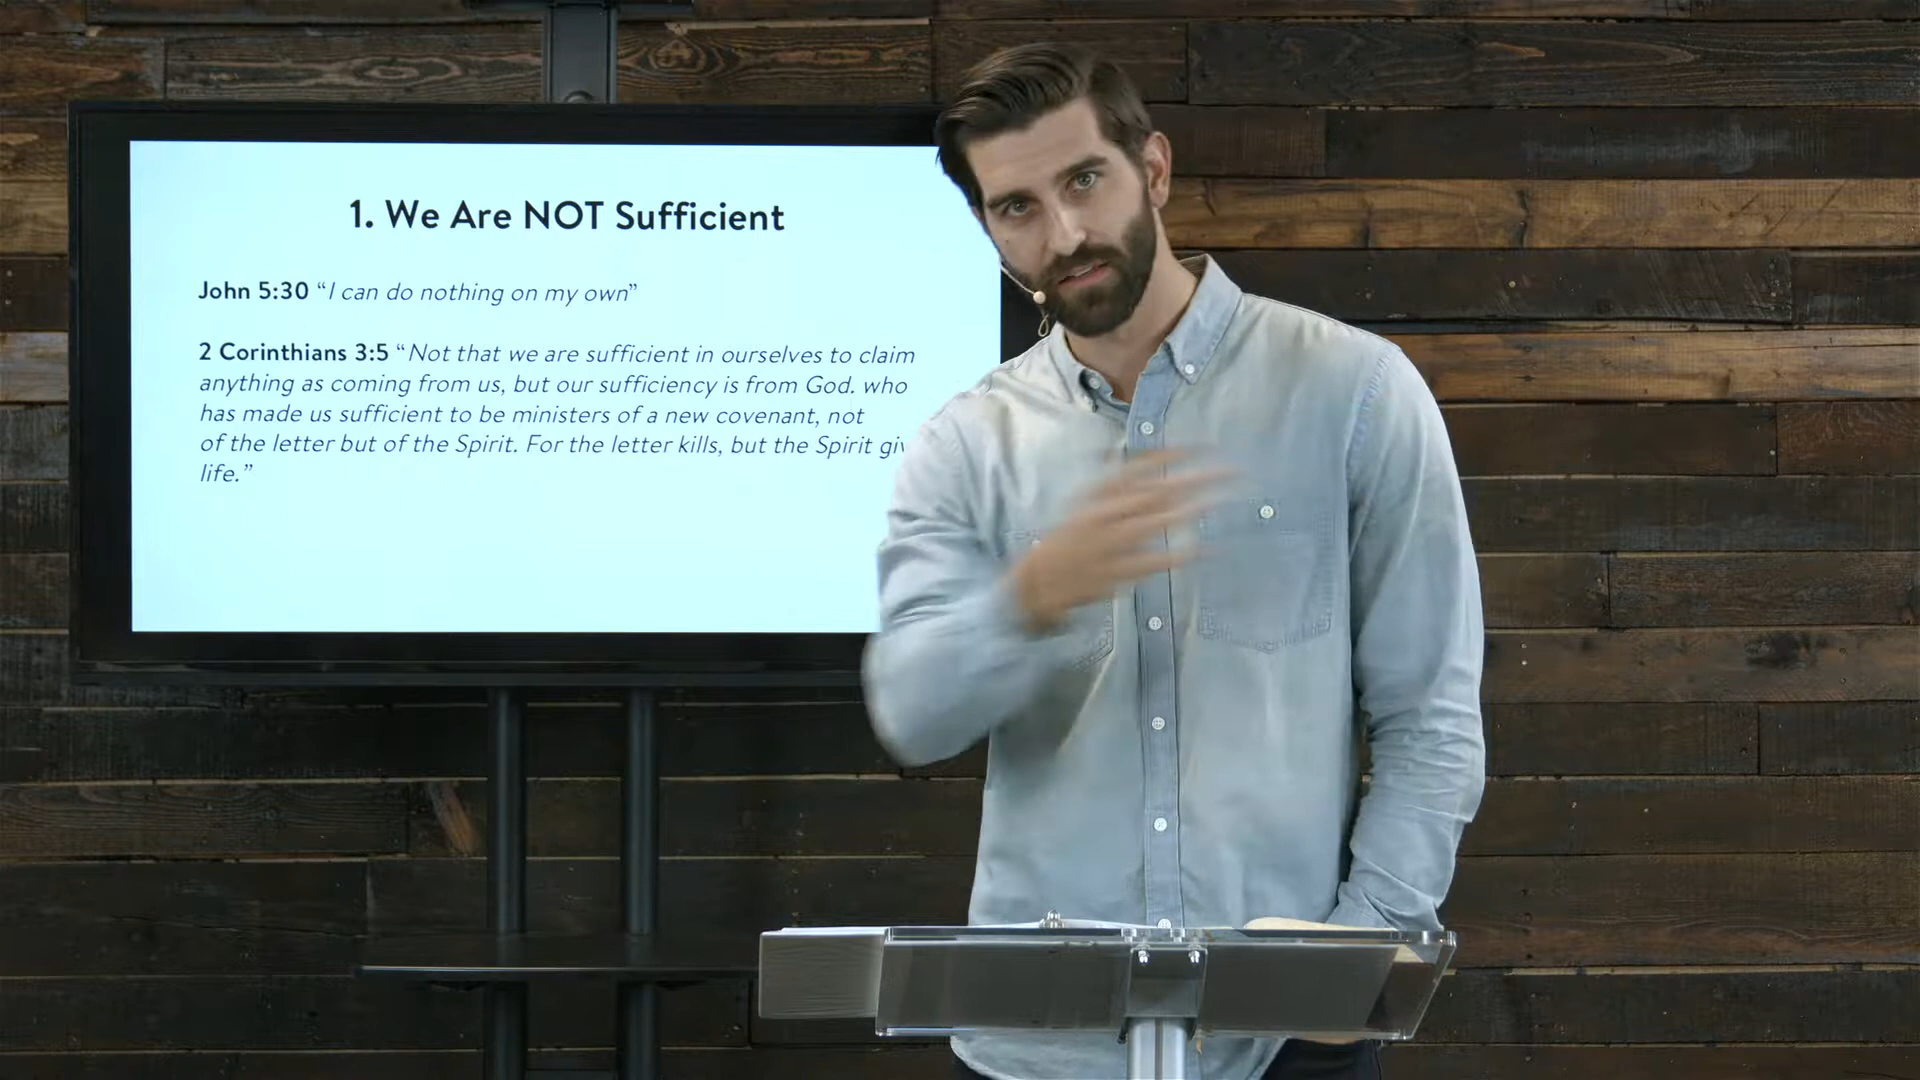 1. We Are NOT Sufficient
John 5:30 “I can do nothing on my own”
2 Corinthians 3:5 “Not that we are sufficient in ourselves to claim
anything as coming from us, but our sufficiency is from God. who
has made us sufficient to be ministers of a new covenant, not
of the letter but of the Spirit. For the letter kills, but the Spirit
life.”